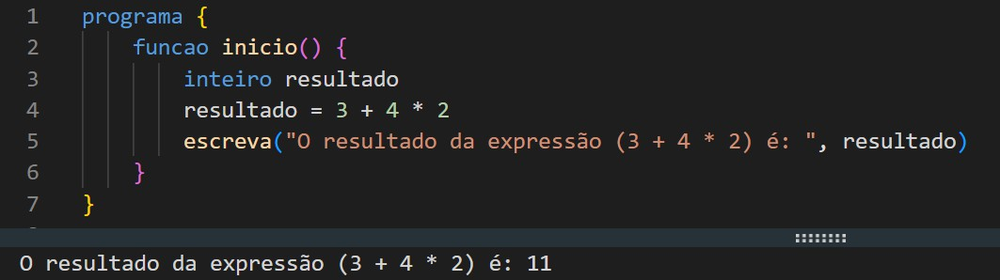 1 programa {
2 funcao inicio() {
3 inteiro resultado
4 resultado = 3 + 4 * 2
5 escreva("O resultado da expressão (3 + 4 * 2) é: ", resultado)
6 }
7 }
O resultado da expressão (3 + 4 * 2) é: 11